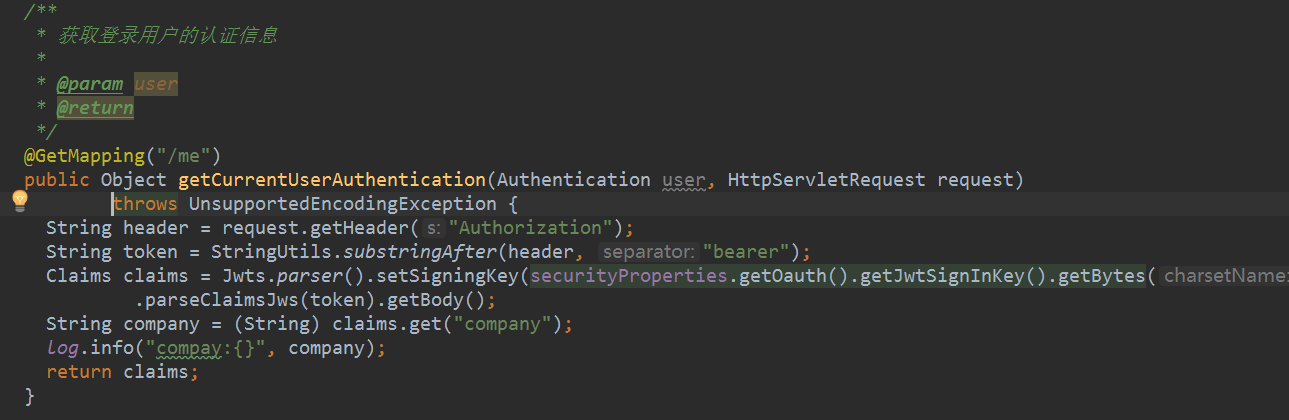 /**
 * 获取登录用户的认证信息
 *
 * @param user
 * @return
 */
@GetMapping("/me")
public Object getCurrentUserAuthentication(Authentication user, HttpServletRequest request)
        throws UnsupportedEncodingException {
  String header = request.getHeader( s: "Authorization");
  String token = StringUtils.substringAfter(header, separator: "bearer");
  Claims claims = Jwts.parser().setSigningKey(securityProperties.getOauth().getJwtSignInKey().getBytes( charsetName:
          .parseClaimsJws(token).getBody();
  String company = (String) claims.get("company");
  log.info("compay:{}", company);
  return claims;
}